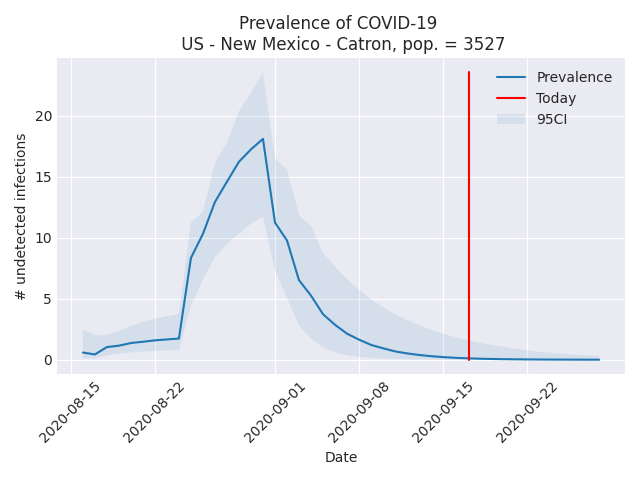 Prevalence of COVID-19
US - New Mexico - Catron, pop. = 3527
Prevalence
Today
95CI
# undetected infections
20
15
10
5
0
2020-08-15
2020-08-22
2020-09-01
2020-09-08
2020-09-15
2020-09-22
Date